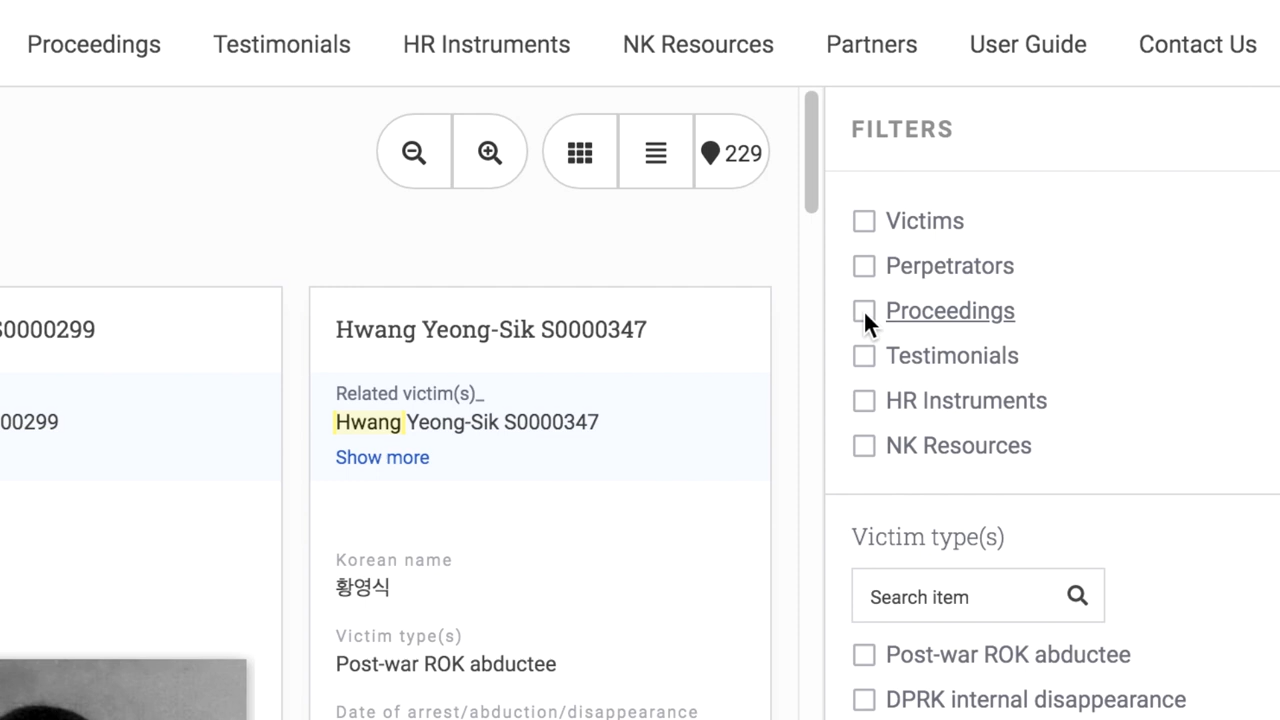 Proceedings Testimonials HR Instruments NK Resources Partners User Guide Contact Us
229
S0000299
00299
Hwang Yeong-Sik S0000347
Related victim(s)_
Hwang Yeong-Sik S0000347
Show more
Korean name
황영식
Victim type(s)
Post-war ROK abductee
Date of arrest/abduction/disappearance
FILTERS
Victims
Perpetrators
Proceedings
Testimonials
HR Instruments
NK Resources
Victim type(s)
Search item
Post-war ROK abductee
DPRK internal disappearance